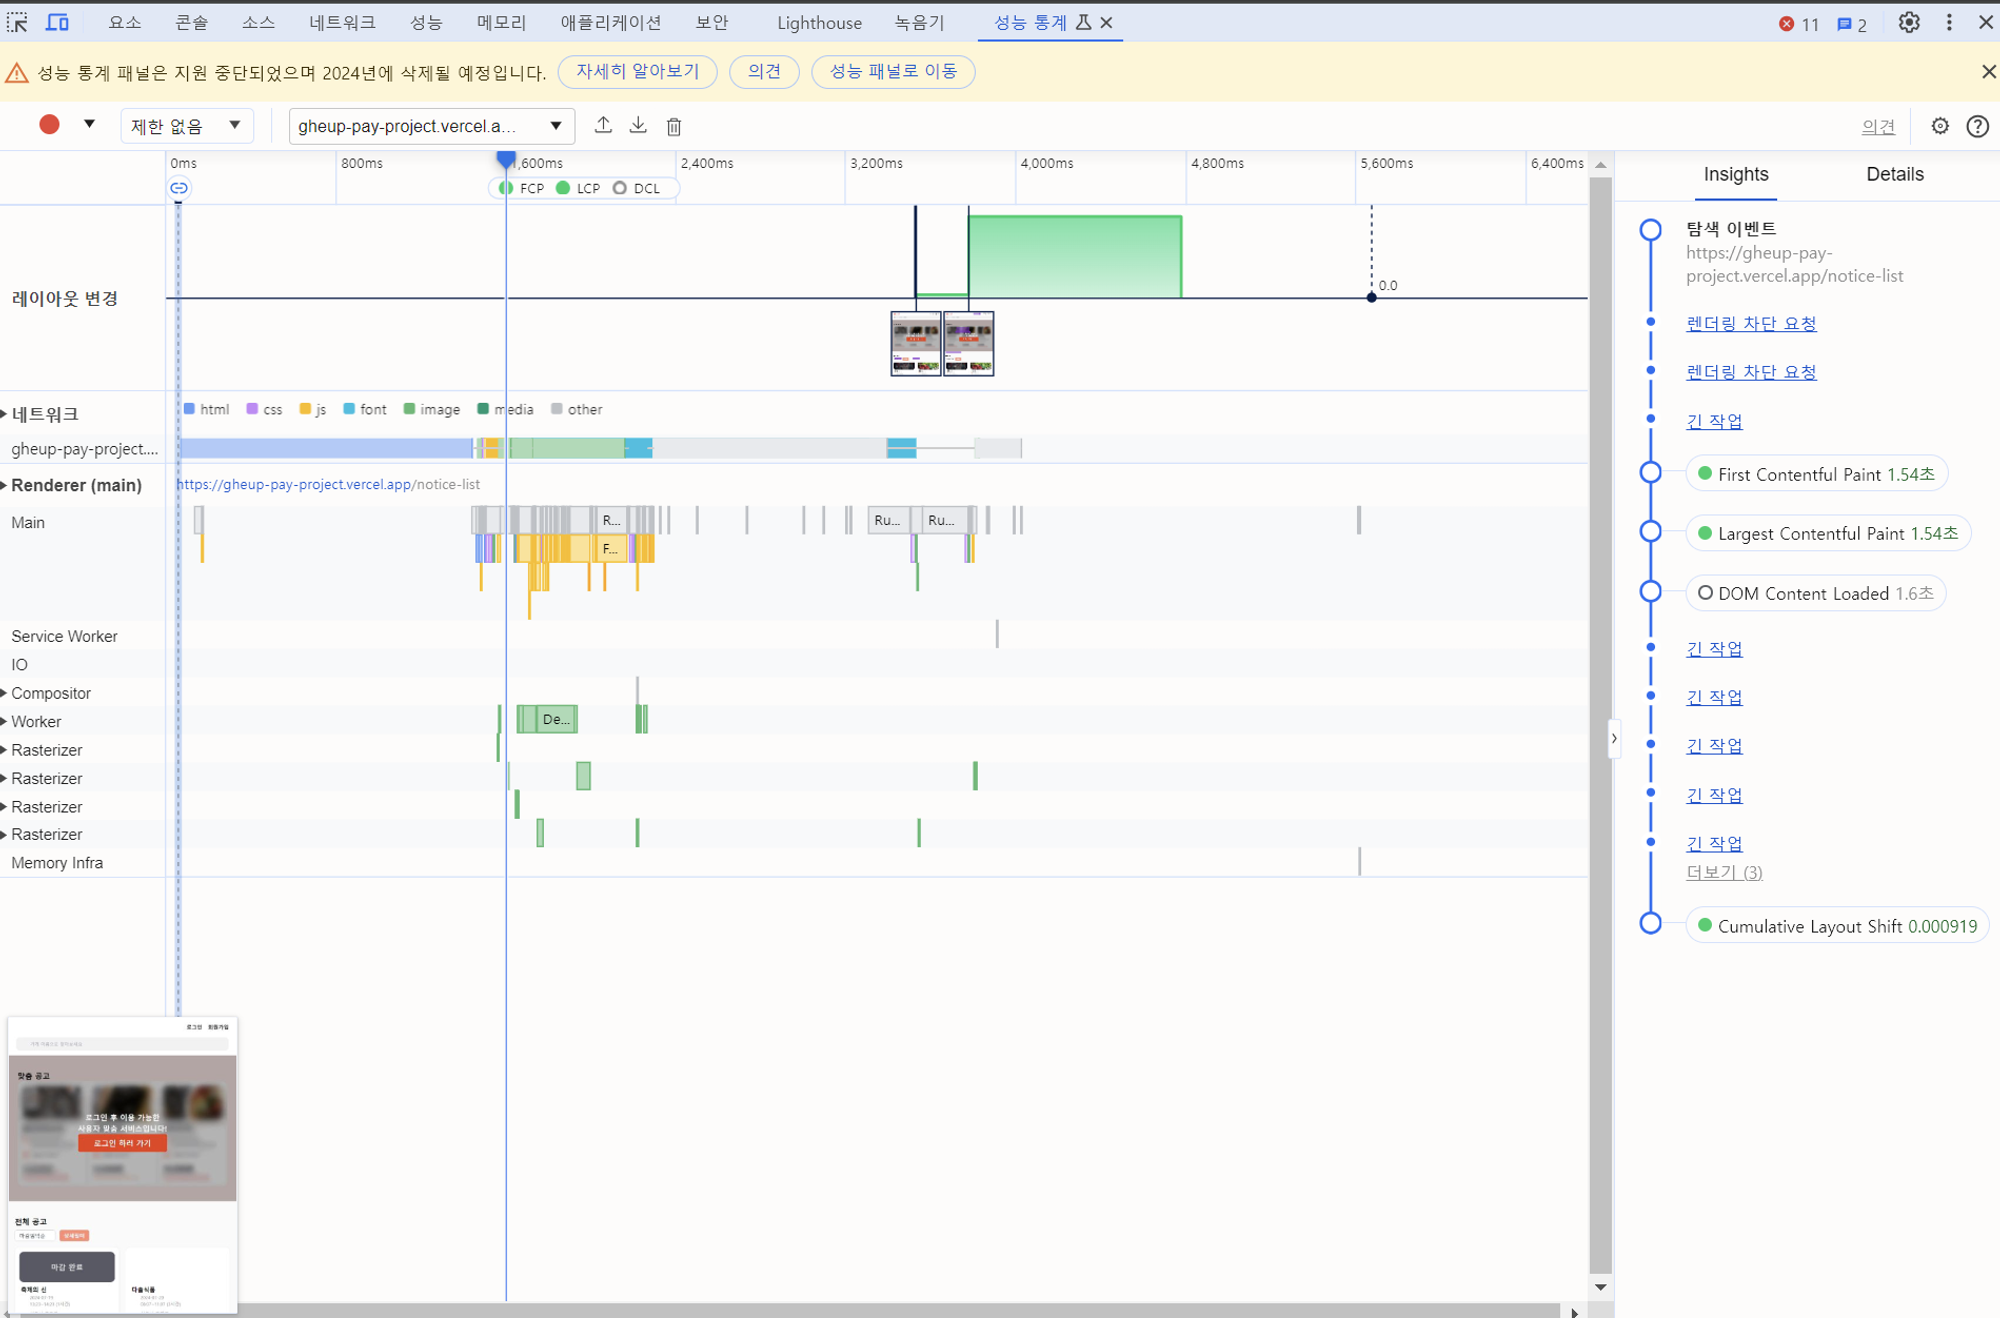 요소 콘솔 소스 네트워크 성능 메모리 애플리케이션 보안 Lighthouse 녹음기 성능 통계 11 2
성능 통계 패널은 지원 중단되었으며 2024년에 삭제될 예정입니다. 자세히 알아보기 의견 성능 패널로 이동
제한 없음 gheup-pay-project.vercel.a... 의견
0ms 800ms 1,600ms 2,400ms 3,200ms 4,000ms 4,800ms 5,600ms 6,400ms
FCP LCP DCL
레이아웃 변경
0.0
네트워크 html css js font image media other
gheup-pay-project....
Renderer (main) https://gheup-pay-project.vercel.app/notice-list
Main R... Ru... Ru...
F...
Service Worker
IO
Compositor
Worker De...
Rasterizer
Rasterizer
Rasterizer
Rasterizer
Memory Infra
로그인 회원가입
맞춤 공고
로그인 후 이용 가능한
사용자 맞춤 서비스입니다!
로그인 하러 가기
전체 공고
마감 완료
Insights Details
탐색 이벤트
https://gheup-pay-
project.vercel.app/notice-list
렌더링 차단 요청
렌더링 차단 요청
긴 작업
First Contentful Paint 1.54초
Largest Contentful Paint 1.54초
DOM Content Loaded 1.6초
긴 작업
긴 작업
긴 작업
긴 작업
긴 작업
더보기 (3)
Cumulative Layout Shift 0.000919